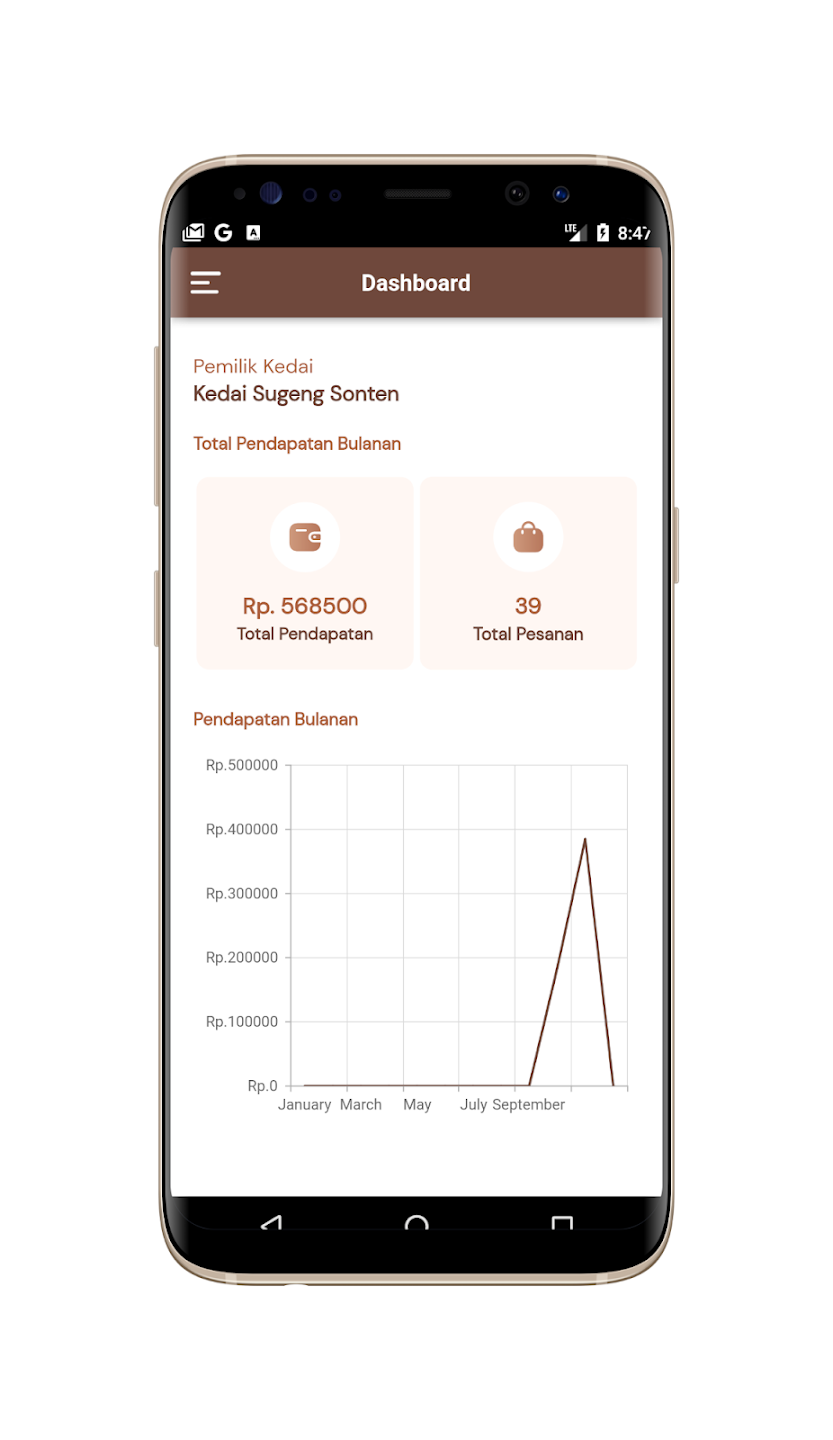 LTE 8:47
Dashboard
Pemilik Kedai
Kedai Sugeng Sonten
Total Pendapatan Bulanan
Rp. 568500
Total Pendapatan
39
Total Pesanan
Pendapatan Bulanan
Rp.500000
Rp.400000
Rp.300000
Rp.200000
Rp.100000
Rp.0
January March May July September